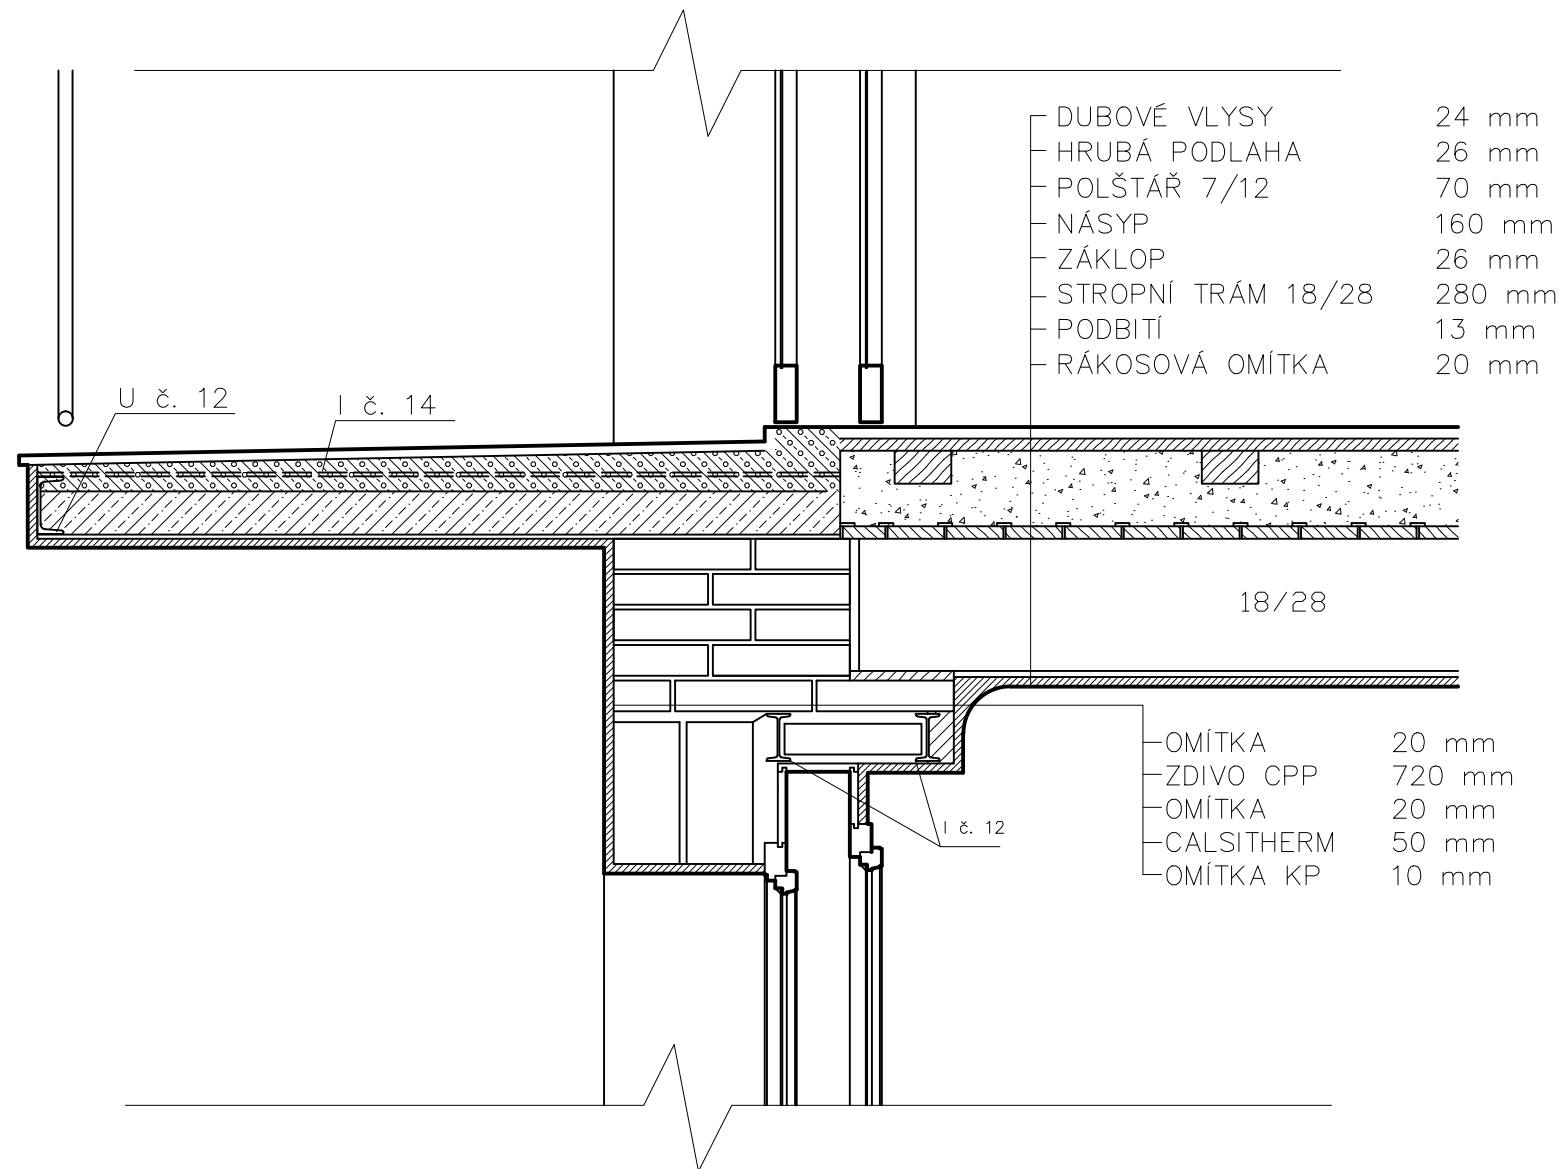 DUBOVÉ VLYSY 24 mm
HRUBÁ PODLAHA 26 mm
POLŠTÁŘ 7/12 70 mm
NÁSYP 160 mm
ZÁKLOP 26 mm
STROPNÍ TRÁM 18/28 280 mm
PODBITÍ 13 mm
RÁKOSOVÁ OMÍTKA 20 mm
U č. 12
I č. 14
18/28
OMÍTKA 20 mm
ZDIVO CPP 720 mm
OMÍTKA 20 mm
CALSITHERM 50 mm
OMÍTKA KP 10 mm
I č. 12